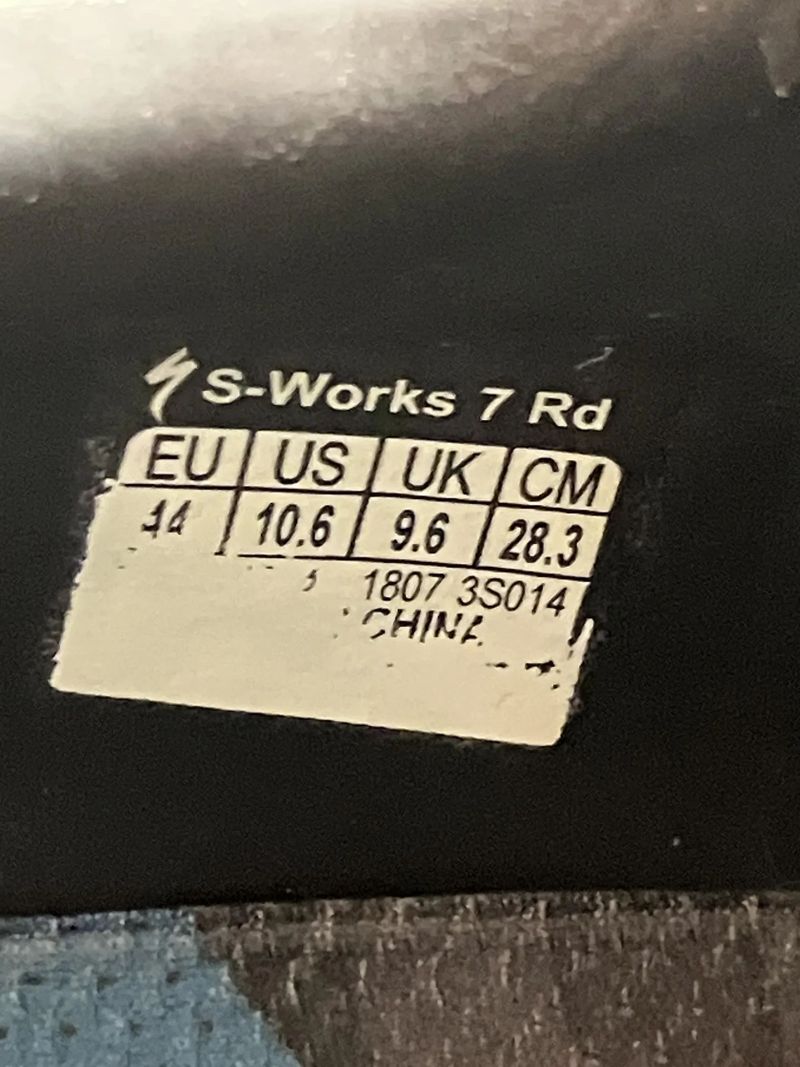 S-Works 7 Rd
EU US UK CM
44 10.6 9.6 28.3
1807 3S014
CHINA